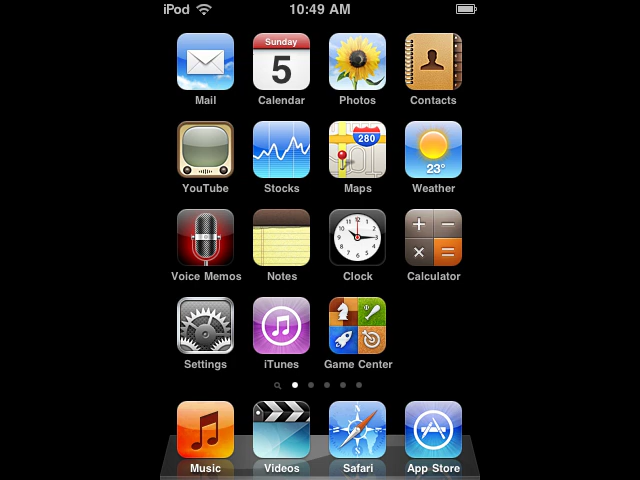 iPod 10:49 AM
Sunday
5
Mail Calendar Photos Contacts
280
23°
YouTube Stocks Maps Weather
Voice Memos Notes Clock Calculator
Settings iTunes Game Center
Music Videos Safari App Store